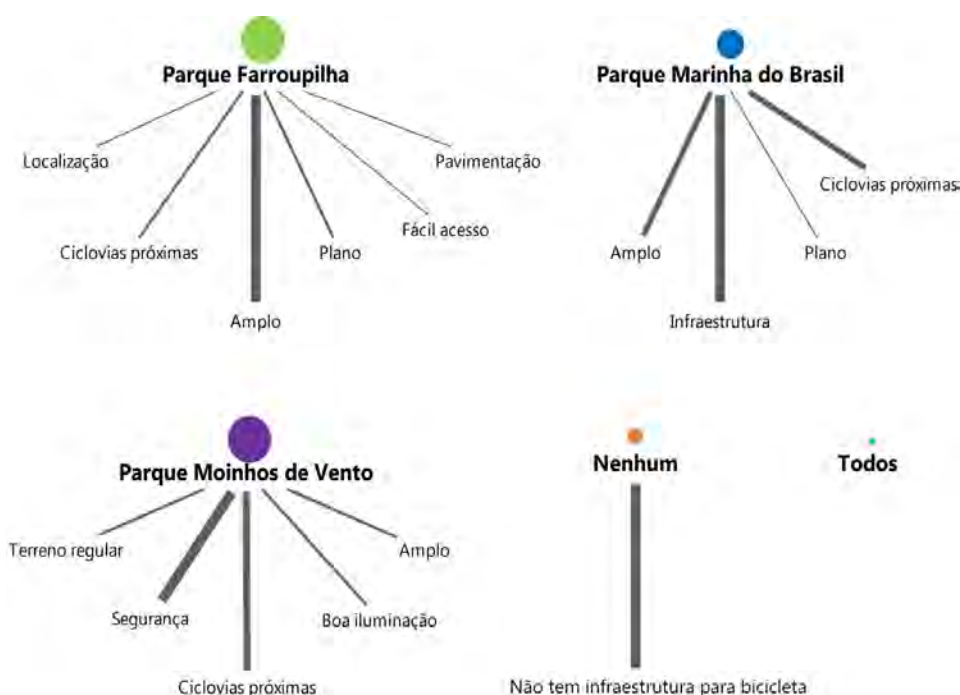 Parque Farroupilha
Localização
Pavimentação
Fácil acesso
Ciclovias próximas
Plano
Amplo
Parque Marinha do Brasil
Ciclovias próximas
Amplo
Plano
Infraestrutura
Parque Moinhos de Vento
Terreno regular
Amplo
Segurança
Boa iluminação
Ciclovias próximas
Nenhum
Não tem infraestrutura para bicicleta
Todos